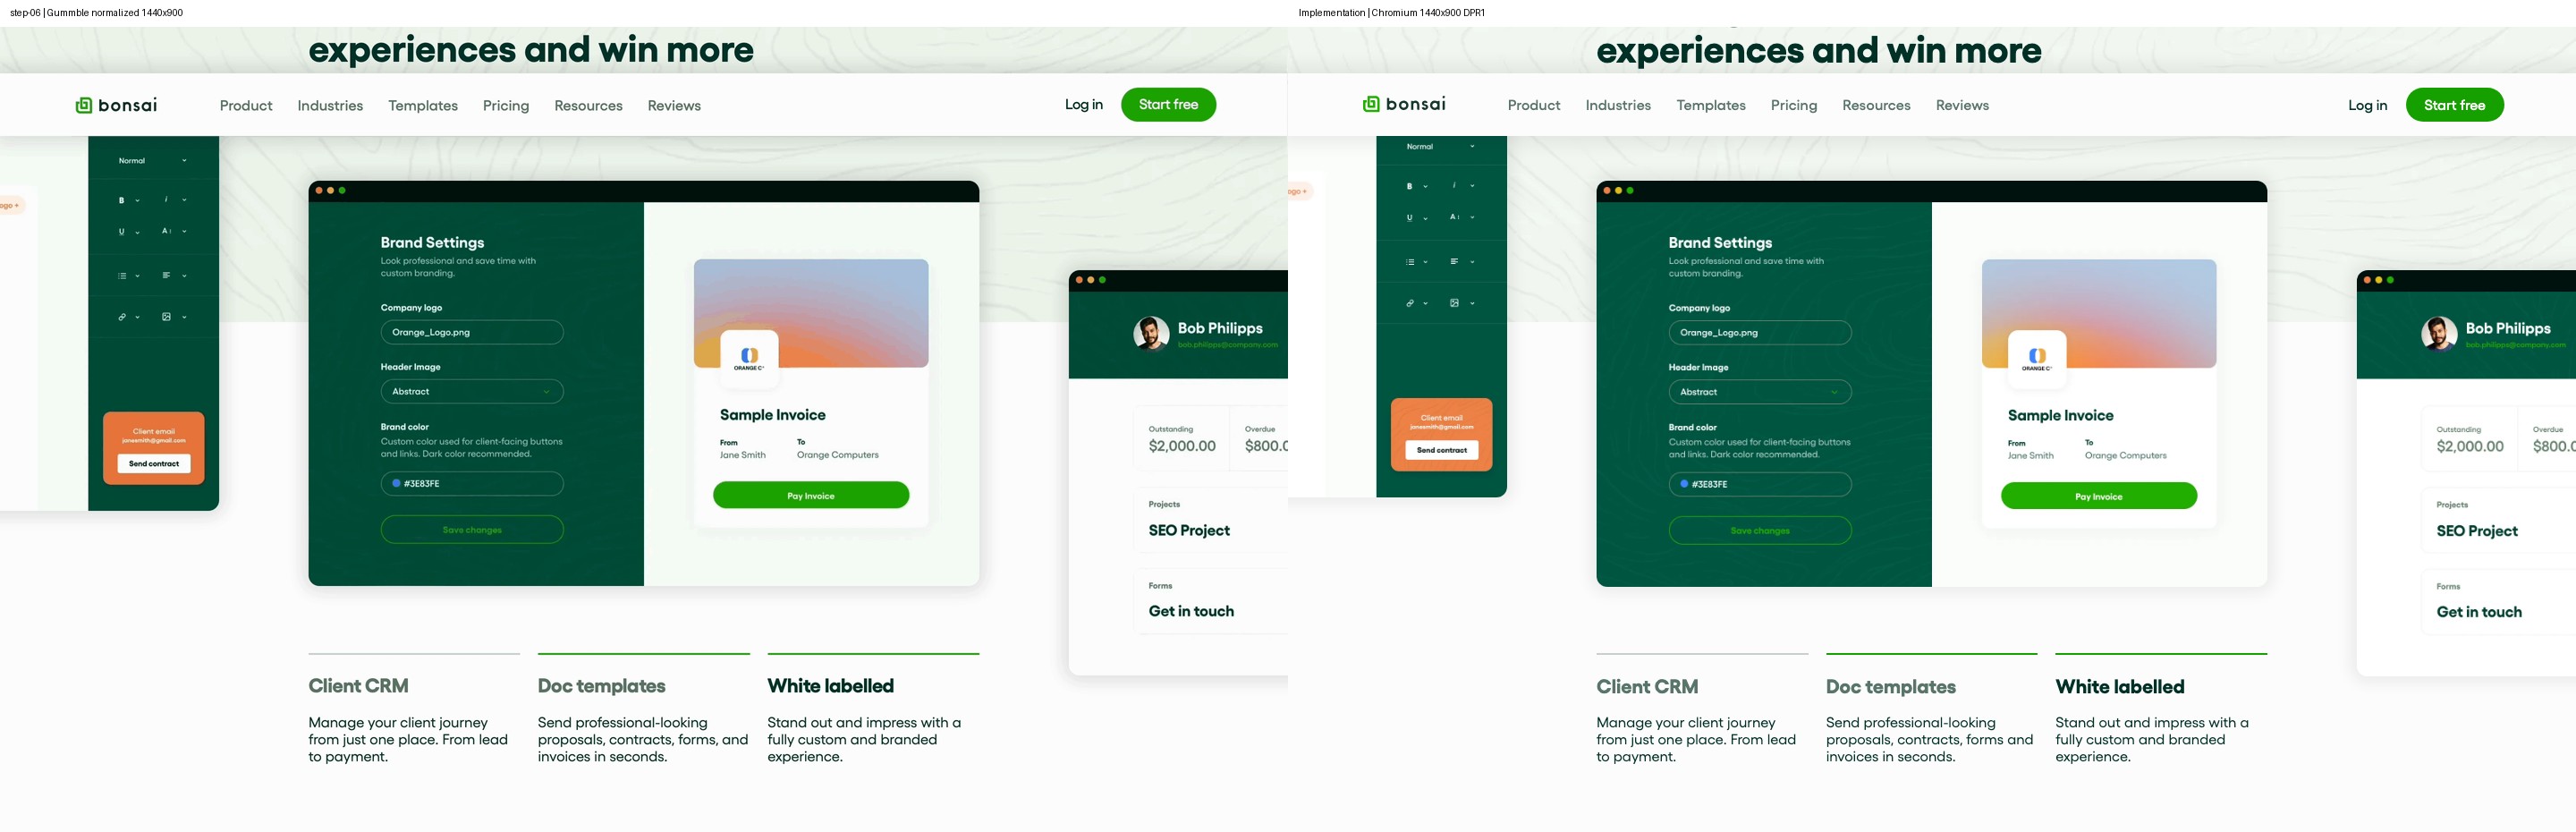 step-06 | Gummble normalized 1440x900
experiences and win more
bonsai
Product Industries Templates Pricing Resources Reviews
Log in
Start free
Normal
B i
U A
ogo +
Client email
janesmith@gmail.com
Send contract
Brand Settings
Look professional and save time with
custom branding.
Company logo
Orange_Logo.png
Header Image
Abstract
Brand color
Custom color used for client-facing buttons
and links. Dark color recommended.
#3E83FE
Save changes
ORANGE C°
Sample Invoice
From To
Jane Smith Orange Computers
Pay Invoice
Bob Philipps
bob.philipps@company.com
Outstanding Overdue
$2,000.00 $800.0
Projects
SEO Project
Forms
Get in touch
Client CRM
Manage your client journey
from just one place. From lead
to payment.
Doc templates
Send professional-looking
proposals, contracts, forms, and
invoices in seconds.
White labelled
Stand out and impress with a
fully custom and branded
experience.
Implementation | Chromium 1440x900 DPR1
experiences and win more
bonsai
Product Industries Templates Pricing Resources Reviews
Log in
Start free
Normal
B i
U A
ogo +
Client email
janesmith@gmail.com
Send contract
Brand Settings
Look professional and save time with
custom branding.
Company logo
Orange_Logo.png
Header Image
Abstract
Brand color
Custom color used for client-facing buttons
and links. Dark color recommended.
#3E83FE
Save changes
ORANGE C°
Sample Invoice
From To
Jane Smith Orange Computers
Pay Invoice
Bob Philipps
bob.philipps@company.com
Outstanding Overdue
$2,000.00 $800.0
Projects
SEO Project
Forms
Get in touch
Client CRM
Manage your client journey
from just one place. From lead
to payment.
Doc templates
Send professional-looking
proposals, contracts, forms and
invoices in seconds.
White labelled
Stand out and impress with a
fully custom and branded
experience.